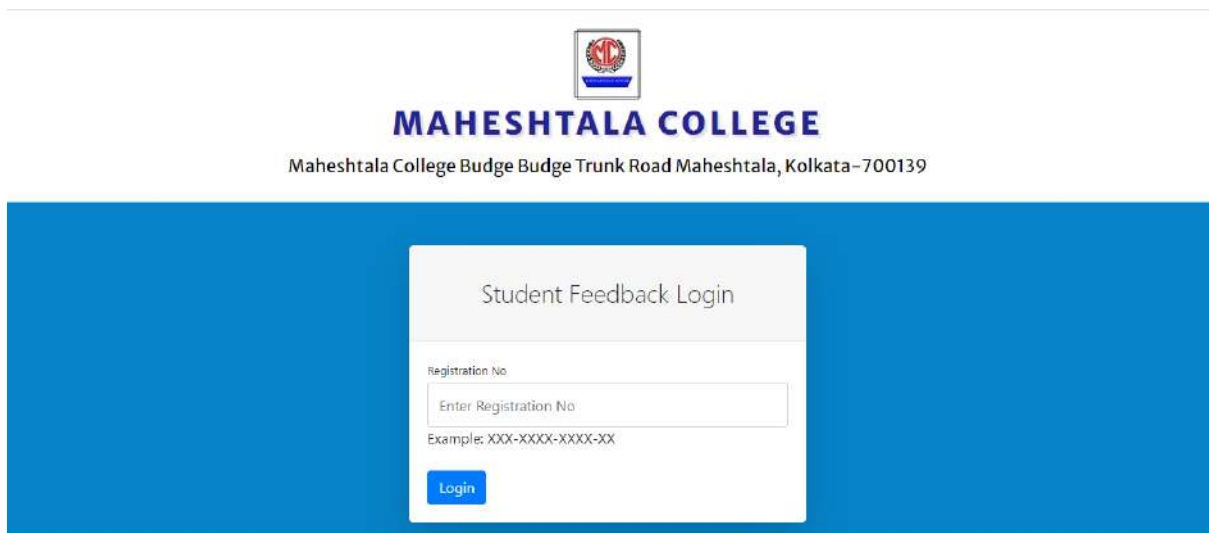 MC
MAHESHTALA COLLEGE
Maheshtala College Budge Budge Trunk Road Maheshtala, Kolkata-700139
Student Feedback Login
Registration No
Enter Registration No
Example: XXX-XXXX-XXXX-XX
Login